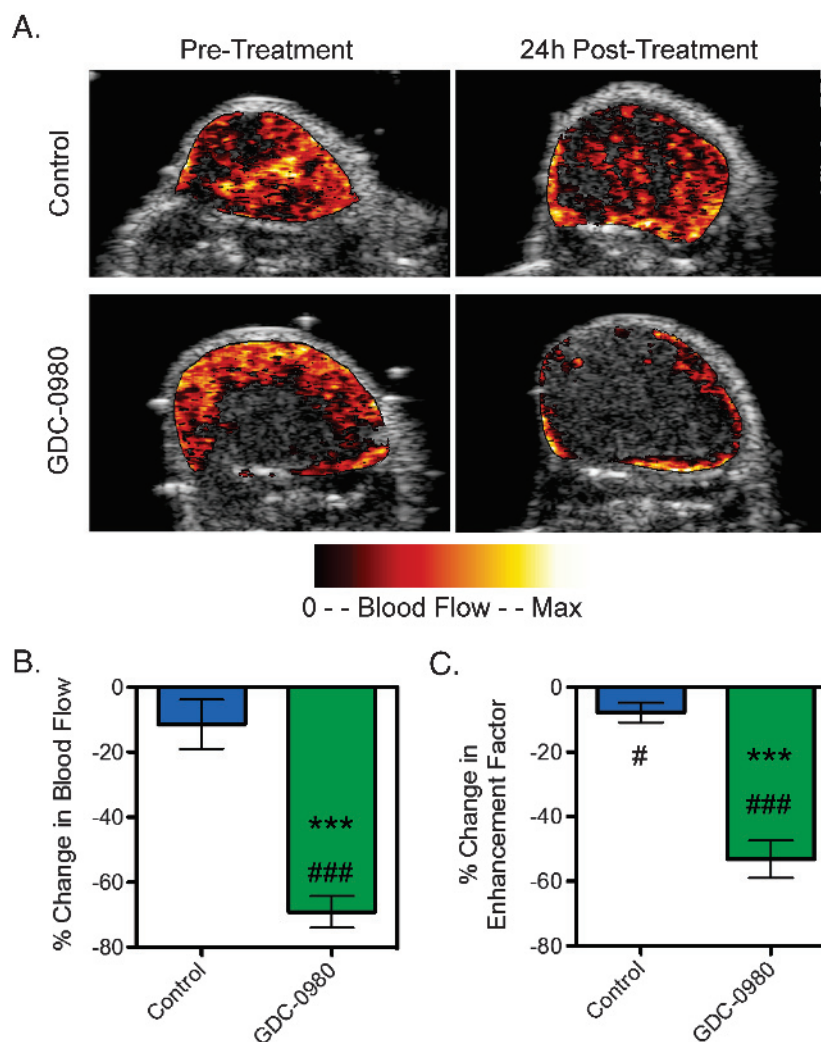 A.
Pre-Treatment 24h Post-Treatment
Control
GDC-0980
0 - - Blood Flow - - Max
B.
% Change in Blood Flow
0
-20
-40
-60
-80
***
###
Control
GDC-0980
C.
% Change in
Enhancement Factor
0
-20
-40
-60
-80
#
***
###
Control
GDC-0980